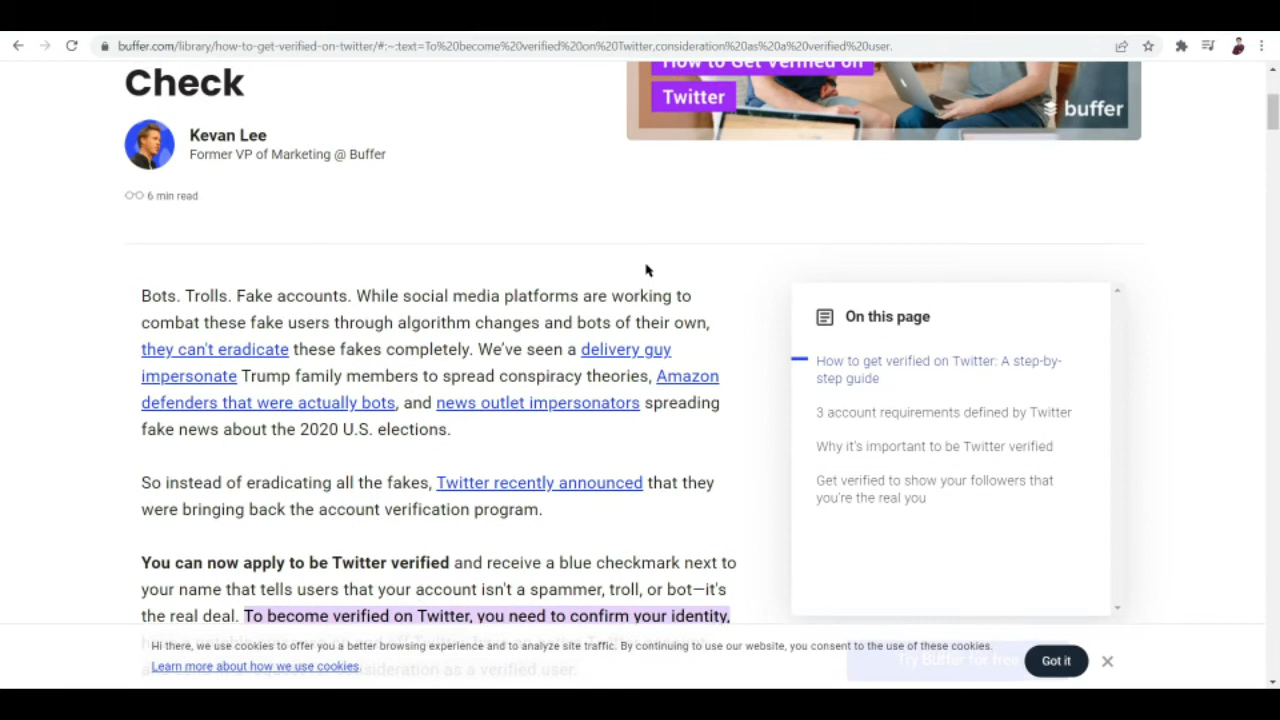 buffer.com/library/how-to-get-verified-on-twitter/#:~:text=To%20become%20verified%20on%20Twitter,consideration%20as%20a%20verified%20user.
How to Get Verified on
Twitter
buffer
Check
Kevan Lee
Former VP of Marketing @ Buffer
6 min read
Bots. Trolls. Fake accounts. While social media platforms are working to
combat these fake users through algorithm changes and bots of their own,
they can't eradicate these fakes completely. We've seen a delivery guy
impersonate Trump family members to spread conspiracy theories, Amazon
defenders that were actually bots, and news outlet impersonators spreading
fake news about the 2020 U.S. elections.
So instead of eradicating all the fakes, Twitter recently announced that they
were bringing back the account verification program.
You can now apply to be Twitter verified and receive a blue checkmark next to
your name that tells users that your account isn't a spammer, troll, or bot—it's
the real deal. To become verified on Twitter, you need to confirm your identity,
On this page
How to get verified on Twitter: A step-by-
step guide
3 account requirements defined by Twitter
Why it's important to be Twitter verified
Get verified to show your followers that
you're the real you
Hi there, we use cookies to offer you a better browsing experience and to analyze site traffic. By continuing to use our website, you consent to the use of these cookies.
Learn more about how we use cookies.
consideration as a verified user.
Try Buffer for free
Got it